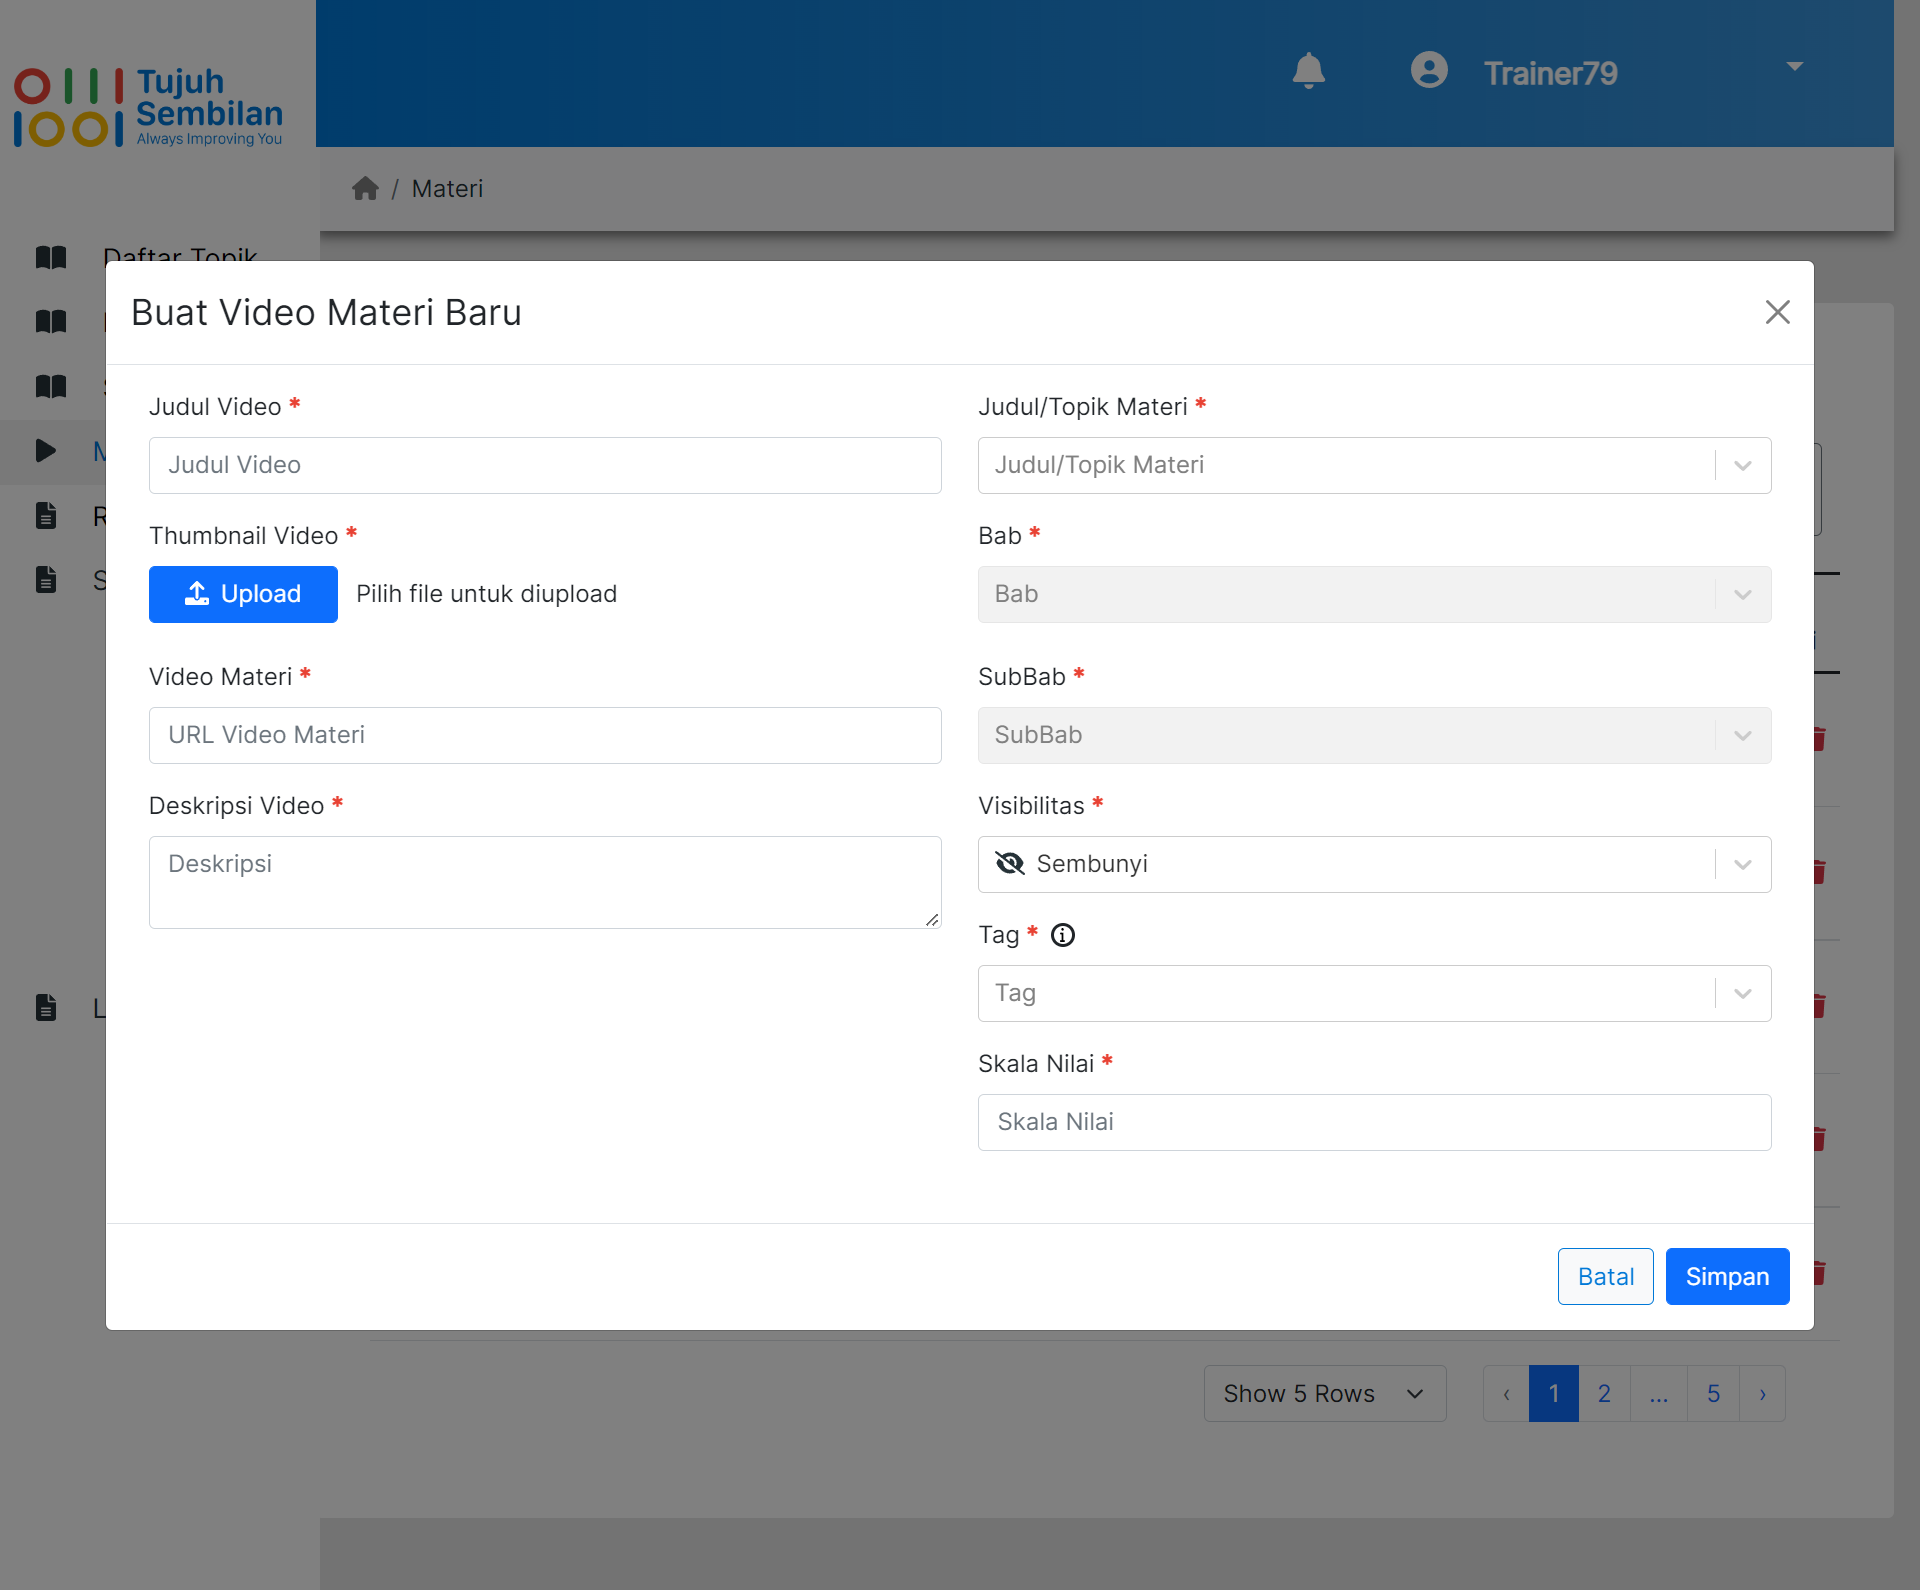 Tujuh
Sembilan
Always Improving You
Trainer79
/ Materi
Daftar Topik
Buat Video Materi Baru
Judul Video *
Judul Video
Thumbnail Video *
Upload
Pilih file untuk diupload
Video Materi *
URL Video Materi
Deskripsi Video *
Deskripsi
Judul/Topik Materi *
Judul/Topik Materi
Bab *
Bab
SubBab *
SubBab
Visibilitas *
Sembunyi
Tag *
Tag
Skala Nilai *
Skala Nilai
Batal
Simpan
Show 5 Rows
‹ 1 2 ... 5 ›